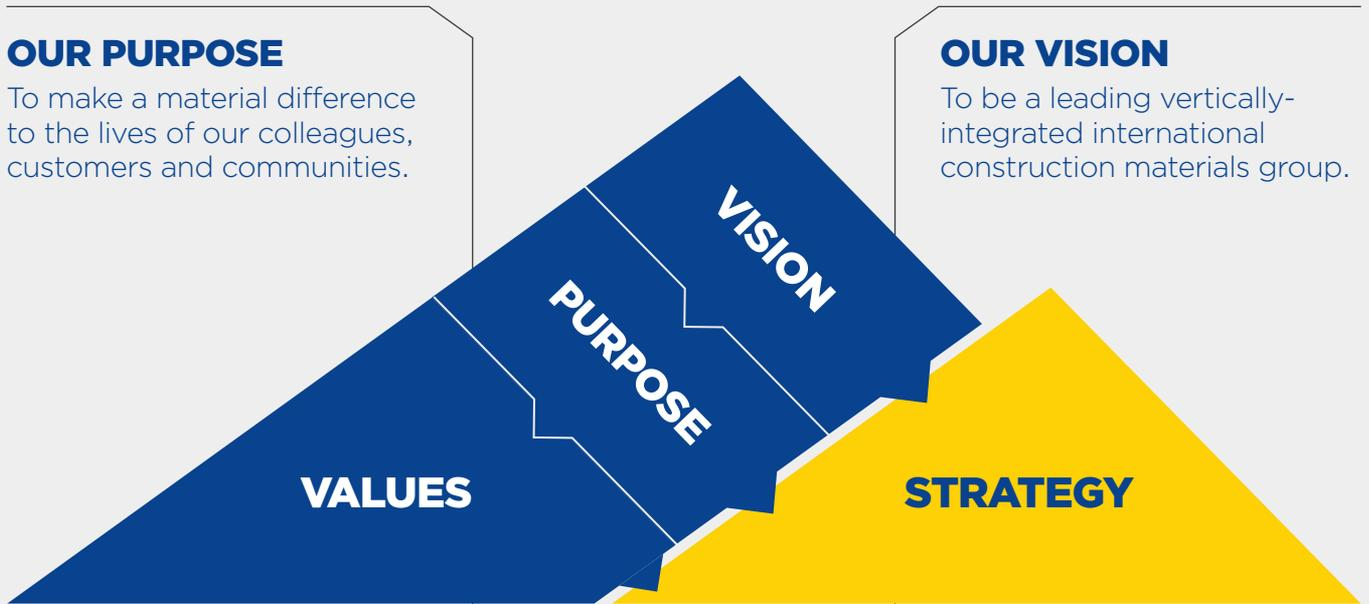 OUR PURPOSE
To make a material difference
to the lives of our colleagues,
customers and communities.
OUR VISION
To be a leading vertically-
integrated international
construction materials group.
VISION
PURPOSE
VALUES
STRATEGY